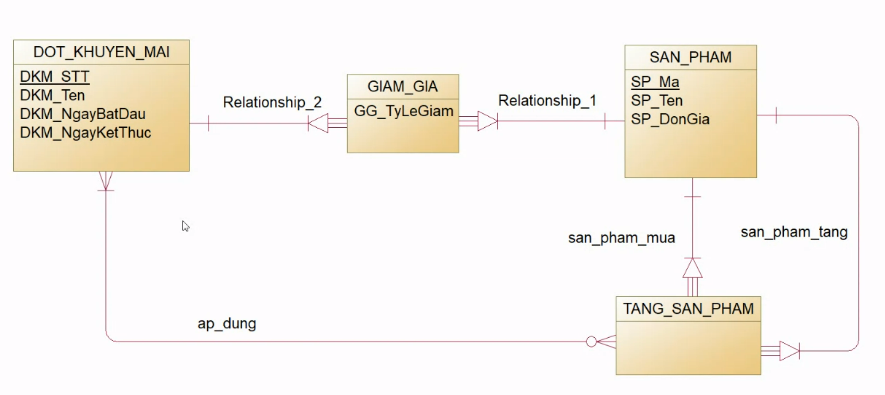 DOT_KHUYEN_MAI
DKM_STT
DKM_Ten
DKM_NgayBatDau
DKM_NgayKetThuc
Relationship_2
GIAM_GIA
GG_TyLeGiam
Relationship_1
SAN_PHAM
SP_Ma
SP_Ten
SP_DonGia
san_pham_mua
san_pham_tang
ap_dung
TANG_SAN_PHAM